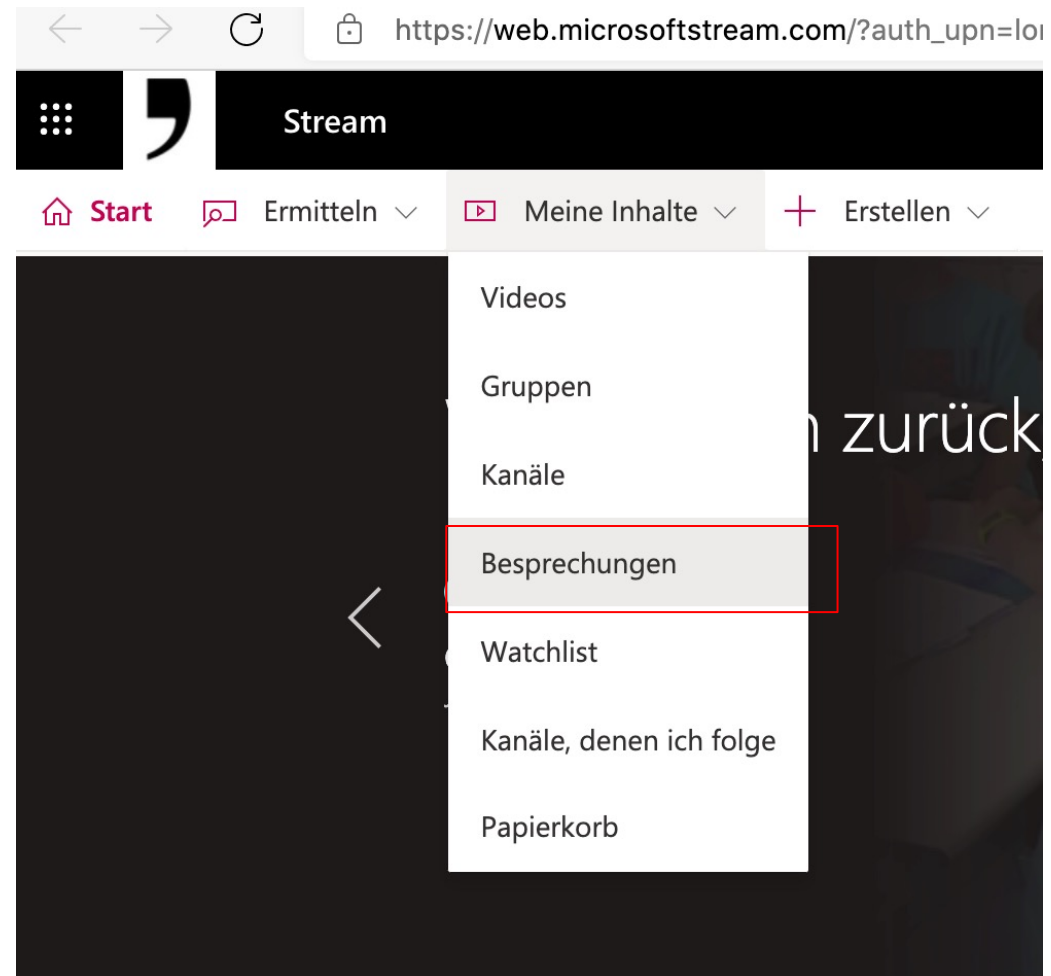 https://web.microsoftstream.com/?auth_upn=lor
Stream
Start Ermitteln Meine Inhalte Erstellen
Videos
Gruppen
zurück,
Kanäle
Besprechungen
Watchlist
Kanäle, denen ich folge
Papierkorb